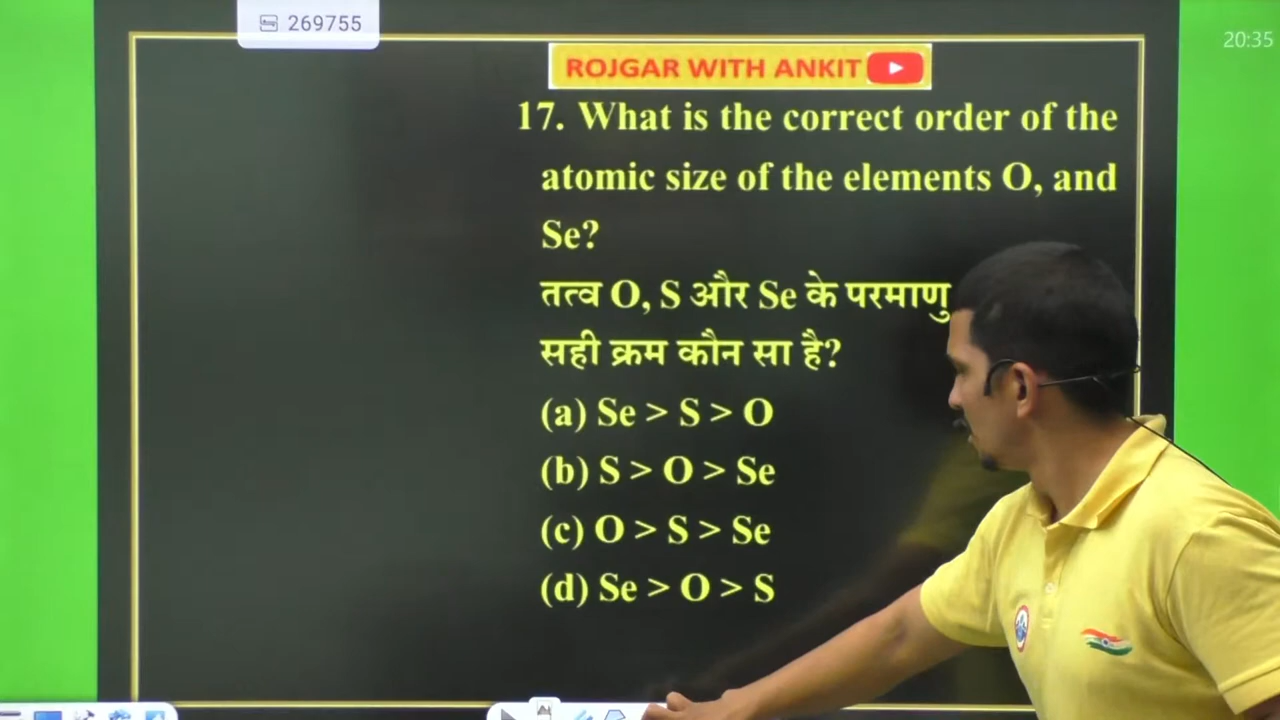 269755
20:35
ROJGAR WITH ANKIT
17. What is the correct order of the
atomic size of the elements O, and
Se?
तत्व O, S और Se के परमाणु
सही क्रम कौन सा है?
(a) Se > S > O
(b) S > O > Se
(c) O > S > Se
(d) Se > O > S